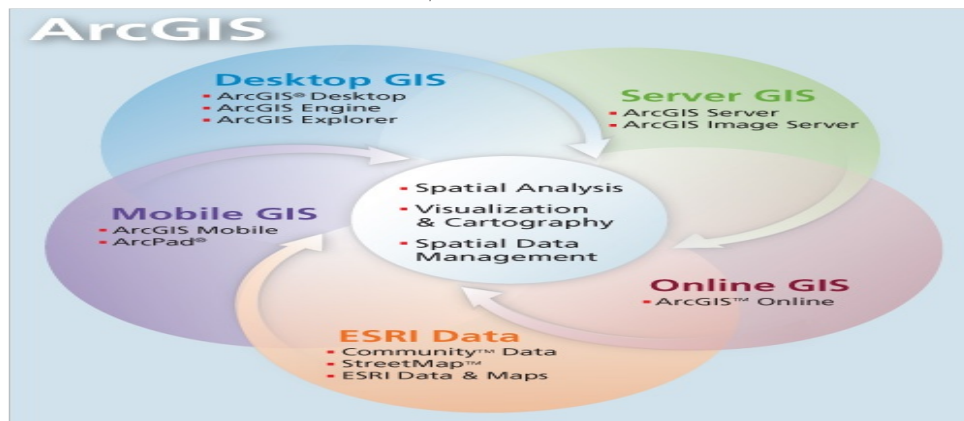 ArcGIS
Desktop GIS
▪ ArcGIS® Desktop
▪ ArcGIS Engine
▪ ArcGIS Explorer
Server GIS
▪ ArcGIS Server
▪ ArcGIS Image Server
▪ Spatial Analysis
▪ Visualization
& Cartography
▪ Spatial Data
Management
Mobile GIS
▪ ArcGIS Mobile
▪ ArcPad®
Online GIS
▪ ArcGIS™ Online
ESRI Data
▪ Community™ Data
▪ StreetMap™
▪ ESRI Data & Maps